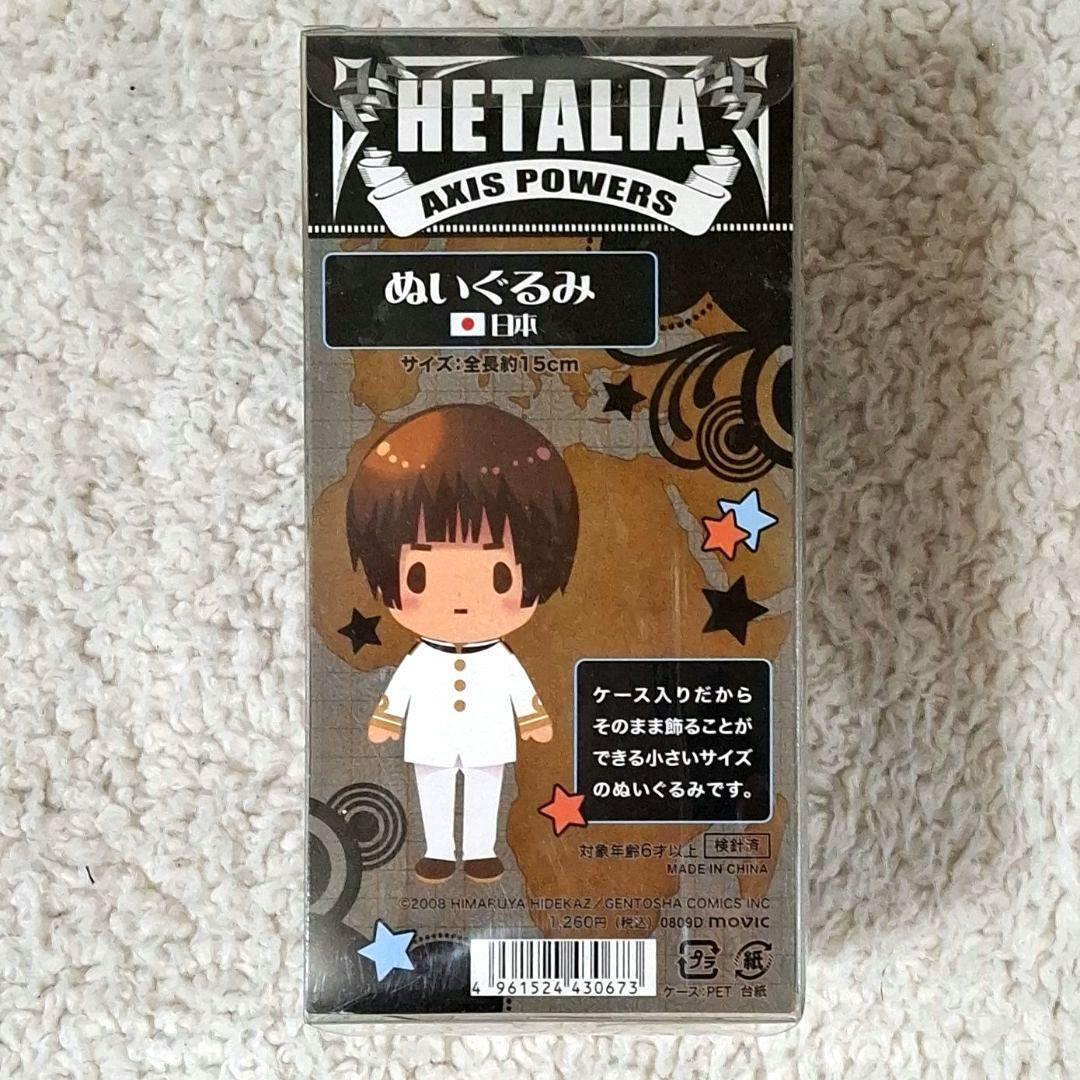 HETALIA
AXIS POWERS
ぬいぐるみ
日本
サイズ:全長約15cm
ケース入りだから
そのまま飾ることが
できる小さいサイズ
のぬいぐるみです。
対象年齢6才以上 検針済
MADE IN CHINA
©2008 HIMARUYA HIDEKAZ/GENTOSHA COMICS INC.
1,260円 (税込) 0809D movic
4 961524 430673
プラ 紙
ケース:PET 台紙